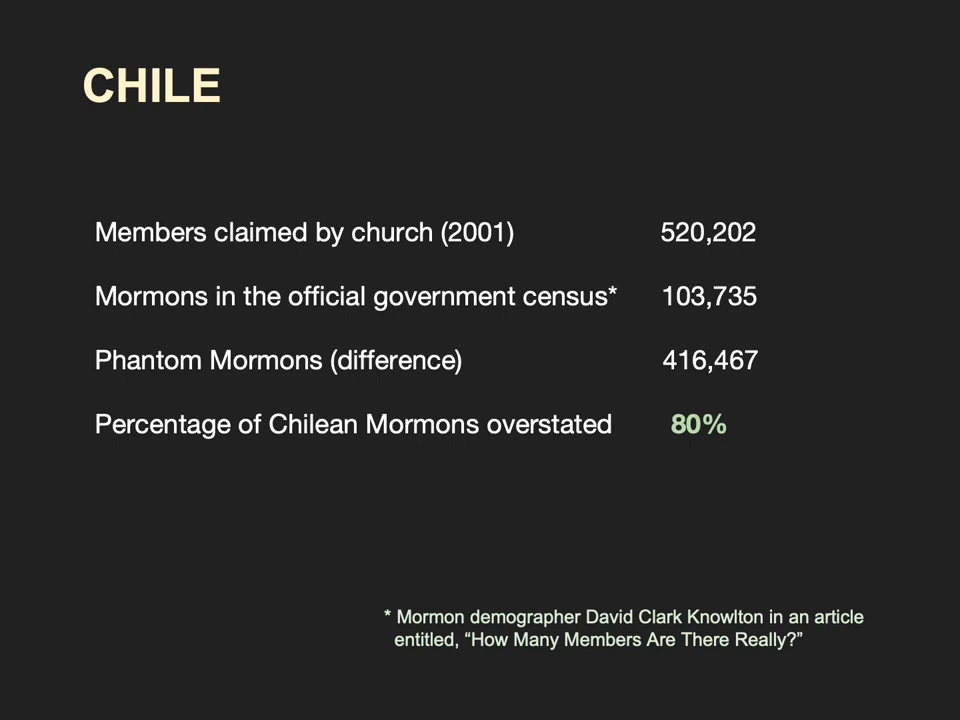 CHILE
Members claimed by church (2001) 520,202
Mormons in the official government census* 103,735
Phantom Mormons (difference) 416,467
Percentage of Chilean Mormons overstated 80%
* Mormon demographer David Clark Knowlton in an article
entitled, “How Many Members Are There Really?”